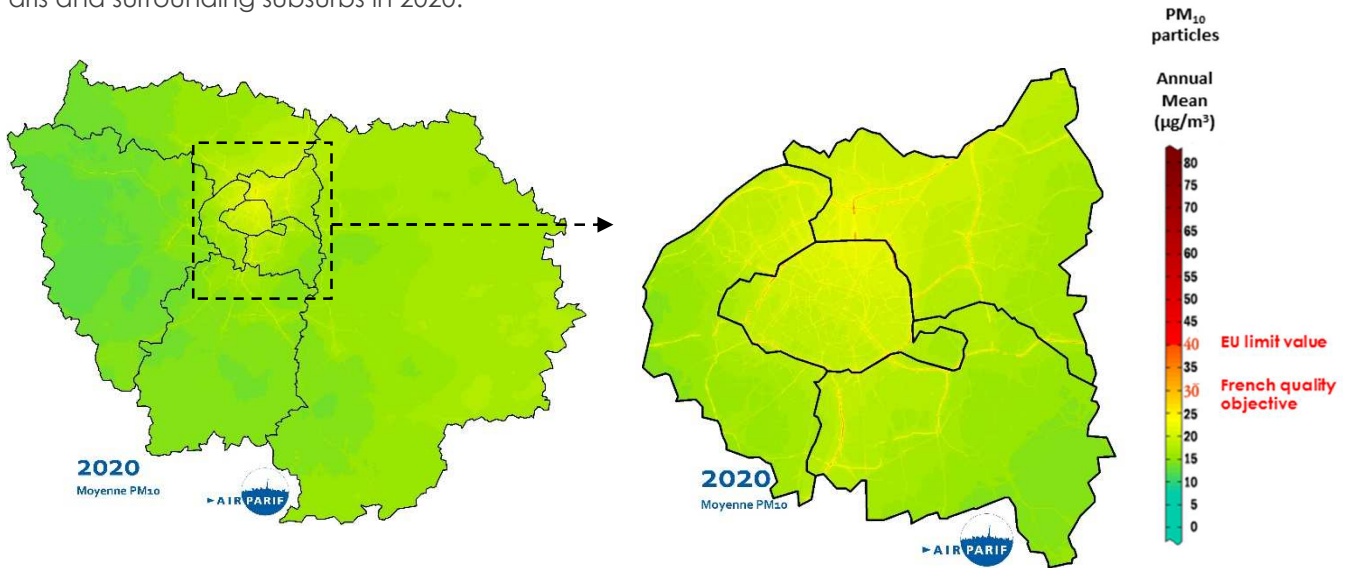 aris and surrounding subsurbs in 2020.
PM₁₀
particles
Annual
Mean
(µg/m³)
80
75
70
65
60
55
50
45
40 EU limit value
35
30 French quality
objective
25
20
15
10
5
0
2020
Moyenne PM10
AIRPARIF
2020
Moyenne PM10
AIRPARIF